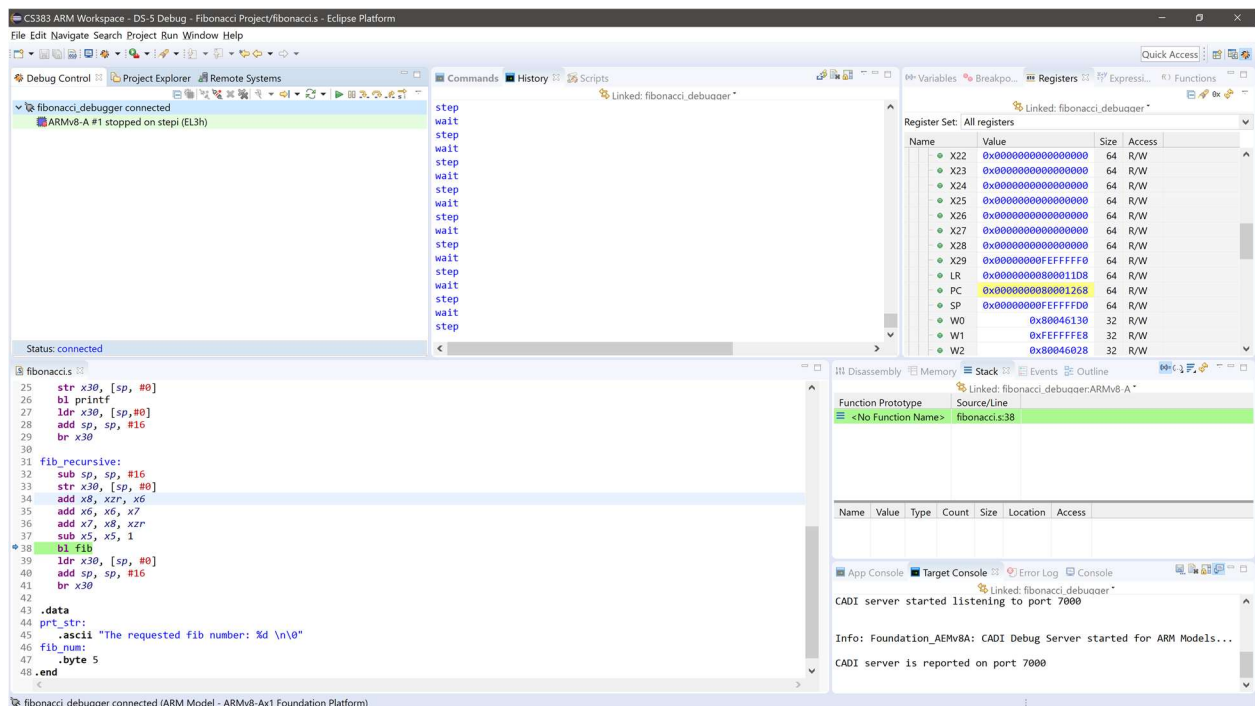 CS383 ARM Workspace - DS-5 Debug - Fibonacci Project/fibonacci.s - Eclipse Platform
File Edit Navigate Search Project Run Window Help
Quick Access
Debug Control Project Explorer Remote Systems
fibonacci_debugger connected
ARMv8-A #1 stopped on stepi (EL3h)
Status: connected
Commands History Scripts
Linked: fibonacci_debugger
step
wait
step
wait
step
wait
step
wait
step
wait
step
wait
step
wait
step
wait
step
Variables Breakpo... Registers Expressi... Functions
Linked: fibonacci_debugger
Register Set: All registers
Name Value Size Access
X22 0x0000000000000000 64 R/W
X23 0x0000000000000000 64 R/W
X24 0x0000000000000000 64 R/W
X25 0x0000000000000000 64 R/W
X26 0x0000000000000000 64 R/W
X27 0x0000000000000000 64 R/W
X28 0x0000000000000000 64 R/W
X29 0x00000000FEFFFFF0 64 R/W
LR 0x00000000800011D8 64 R/W
PC 0x0000000080001268 64 R/W
SP 0x00000000FEFFFFD0 64 R/W
W0 0x80046130 32 R/W
W1 0xFEFFFFE8 32 R/W
W2 0x80046028 32 R/W
fibonacci.s
25 str x30, [sp, #0]
26 bl printf
27 ldr x30, [sp,#0]
28 add sp, sp, #16
29 br x30
30
31 fib_recursive:
32 sub sp, sp, #16
33 str x30, [sp, #0]
34 add x8, xzr, x6
35 add x6, x6, x7
36 add x7, x8, xzr
37 sub x5, x5, 1
38 bl fib
39 ldr x30, [sp, #0]
40 add sp, sp, #16
41 br x30
42
43 .data
44 prt_str:
45 .ascii "The requested fib number: %d \n\0"
46 fib_num:
47 .byte 5
48 .end
Disassembly Memory Stack Events Outline
Linked: fibonacci_debugger:ARMv8-A
Function Prototype Source/Line
<No Function Name> fibonacci.s:38
Name Value Type Count Size Location Access
App Console Target Console Error Log Console
Linked: fibonacci_debugger
CADI server started listening to port 7000
Info: Foundation_AEMv8A: CADI Debug Server started for ARM Models...
CADI server is reported on port 7000
fibonacci_debugger connected (ARM Model - ARMv8-Ax1 Foundation Platform)